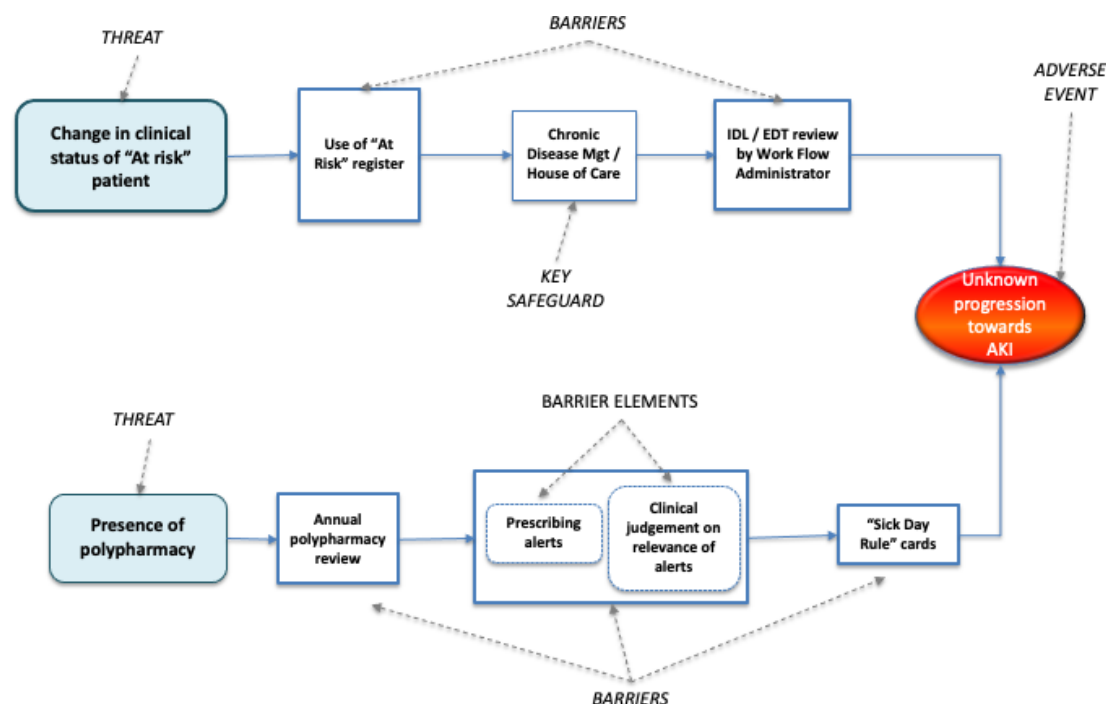 THREAT
BARRIERS
ADVERSE
EVENT
Change in clinical
status of “At risk”
patient
Use of “At
Risk” register
Chronic
Disease Mgt /
House of Care
IDL / EDT review
by Work Flow
Administrator
KEY
SAFEGUARD
Unknown
progression
towards
AKI
THREAT
BARRIER ELEMENTS
Presence of
polypharmacy
Annual
polypharmacy
review
Prescribing
alerts
Clinical
judgement on
relevance of
alerts
“Sick Day
Rule” cards
BARRIERS